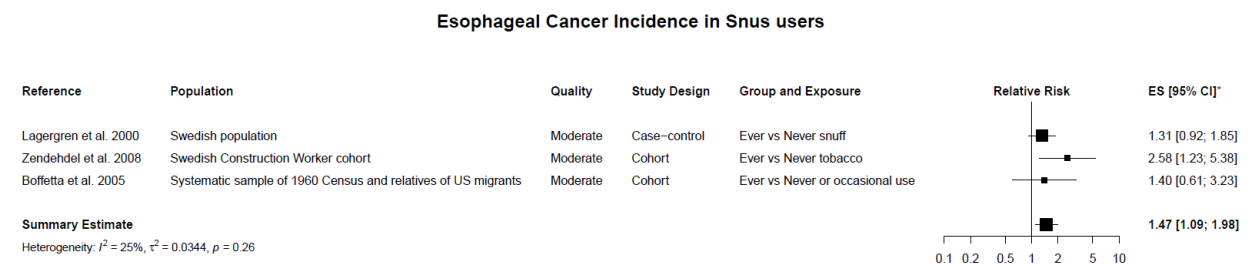 Esophageal Cancer Incidence in Snus users
Reference Population Quality Study Design Group and Exposure Relative Risk ES [95% CI]*
Lagergren et al. 2000 Swedish population Moderate Case−control Ever vs Never snuff 1.31 [0.92; 1.85]
Zendehdel et al. 2008 Swedish Construction Worker cohort Moderate Cohort Ever vs Never tobacco 2.58 [1.23; 5.38]
Boffetta et al. 2005 Systematic sample of 1960 Census and relatives of US migrants Moderate Cohort Ever vs Never or occasional use 1.40 [0.61; 3.23]
Summary Estimate 1.47 [1.09; 1.98]
Heterogeneity: I² = 25%, τ² = 0.0344, p = 0.26
0.1 0.2 0.5 1 2 5 10